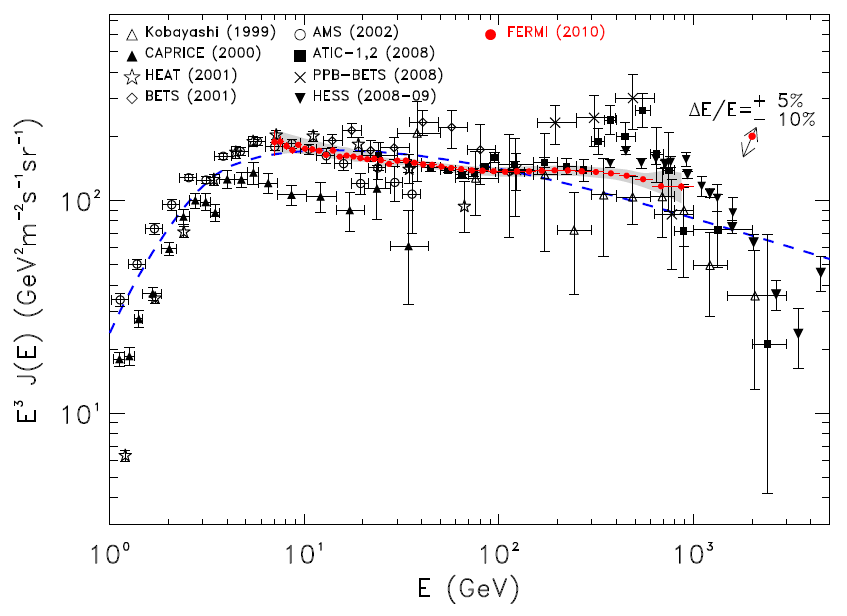 Kobayashi (1999)
AMS (2002)
FERMI (2010)
CAPRICE (2000)
ATIC-1,2 (2008)
HEAT (2001)
PPB-BETS (2008)
BETS (2001)
HESS (2008-09)
ΔE/E= + 5%
- 10%
E³ J(E) (GeV²m⁻²s⁻¹sr⁻¹)
10²
10¹
10⁰ 10¹ 10² 10³
E (GeV)